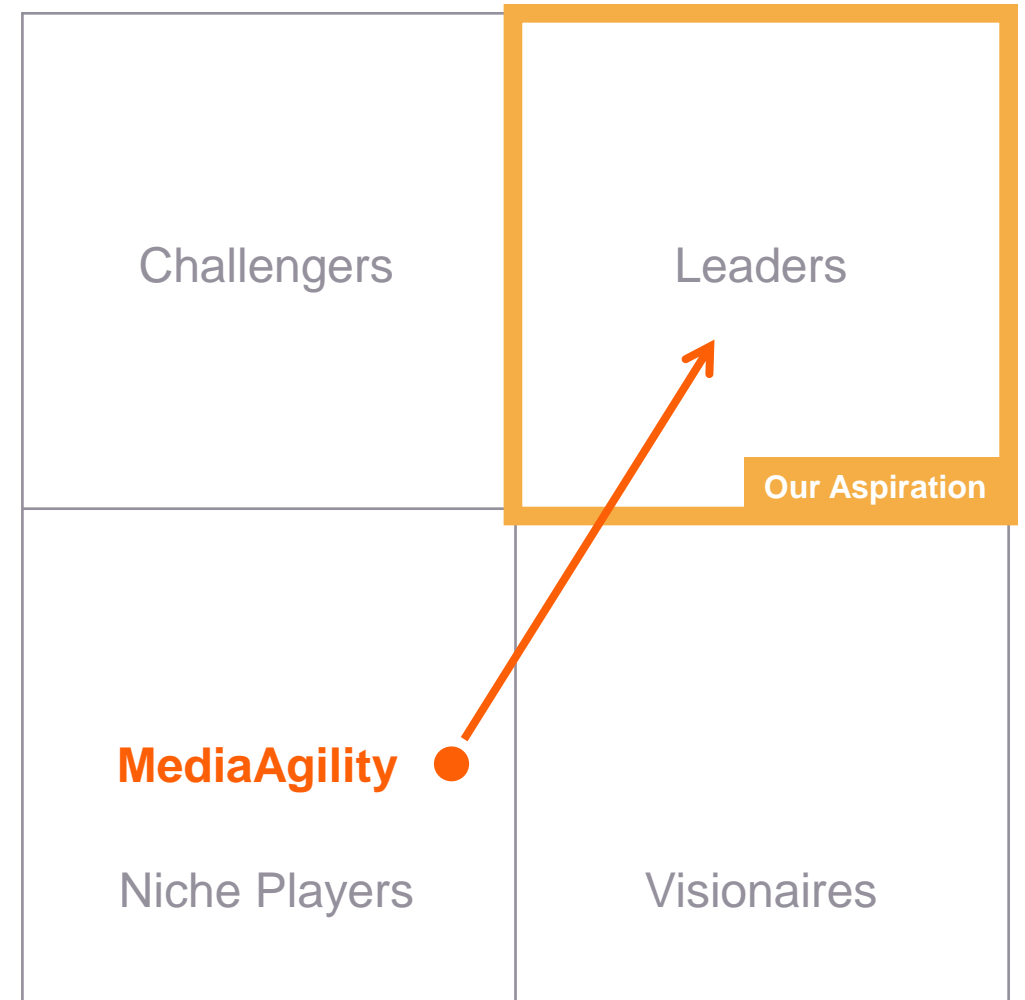 Challengers
Leaders
Our Aspiration
MediaAgility
Niche Players
Visionaires